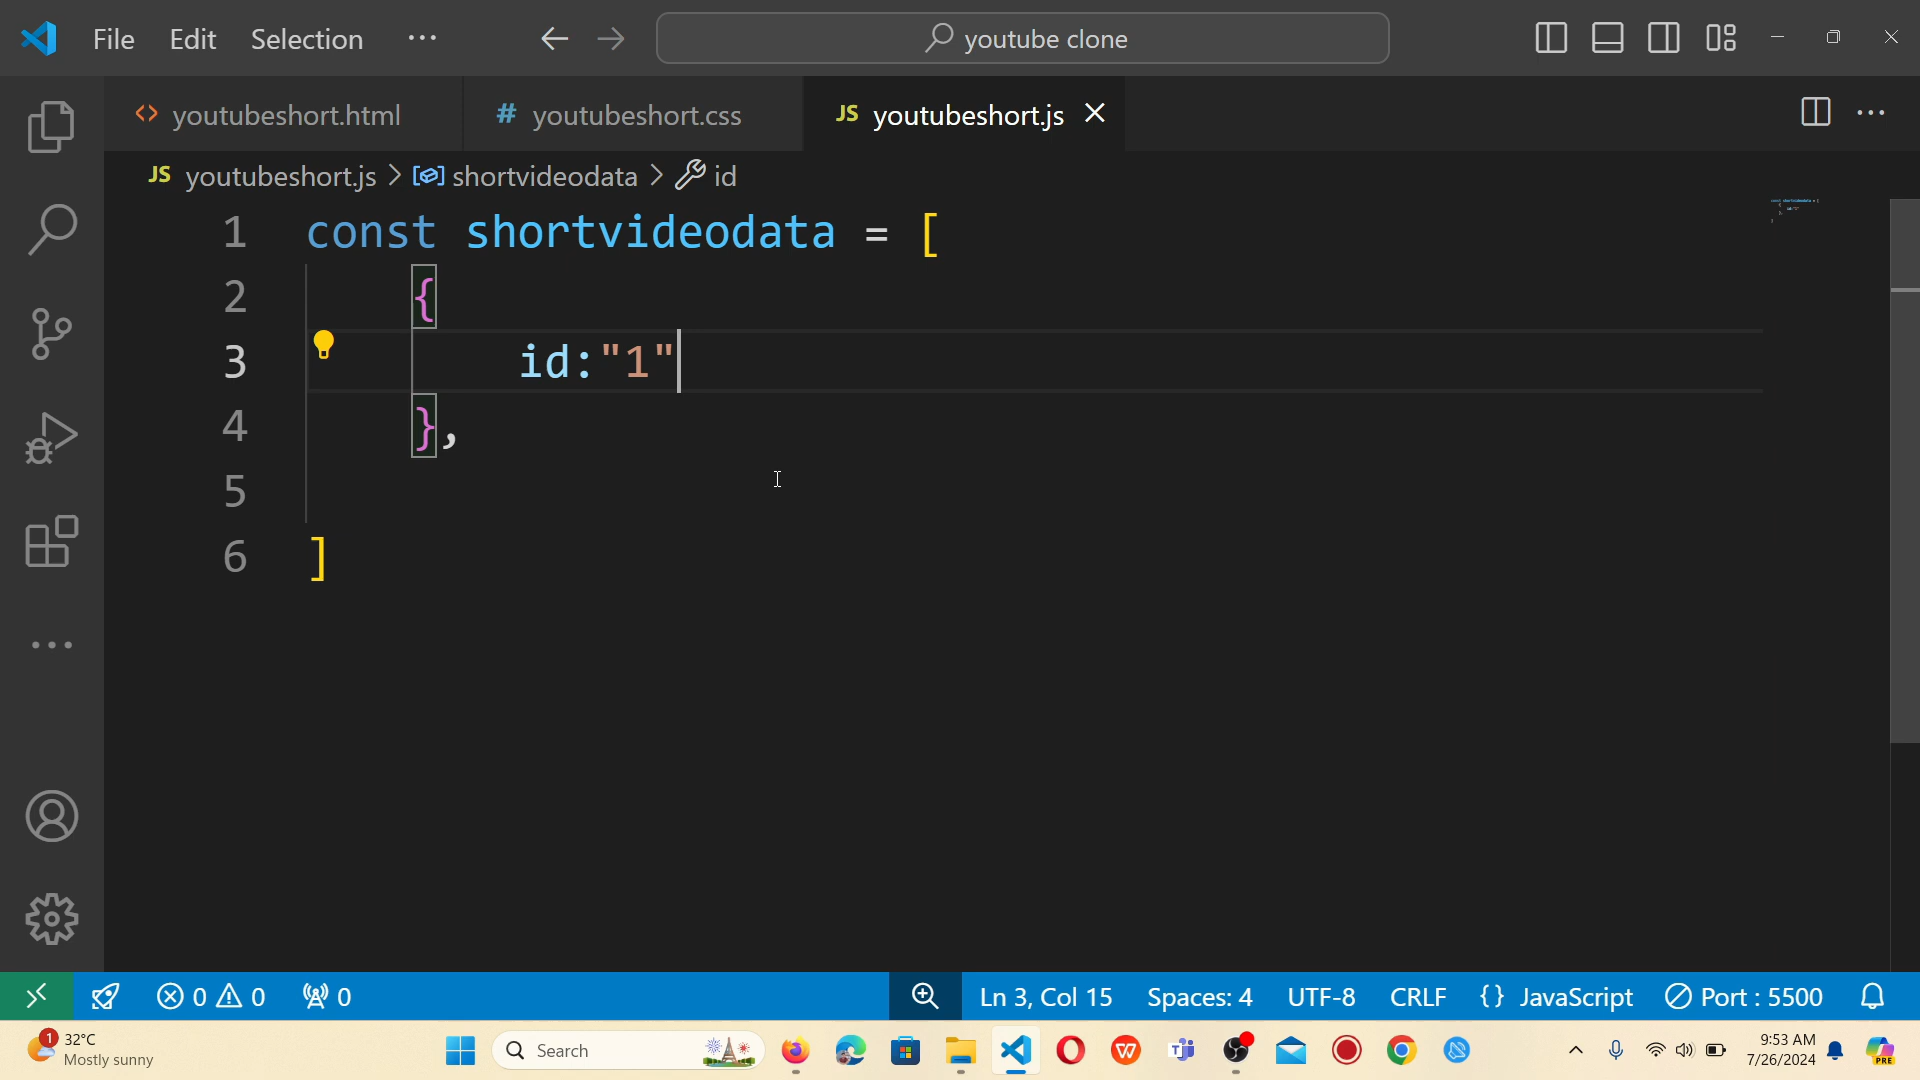 File Edit Selection ···
youtube clone
<> youtubeshort.html
# youtubeshort.css
JS youtubeshort.js
JS youtubeshort.js > shortvideodata > id
1 const shortvideodata = [
2 {
3 id:"1"
4 },
5
6 ]
0 0 0
Ln 3, Col 15
Spaces: 4
UTF-8
CRLF
{} JavaScript
Port : 5500
1
32°C
Mostly sunny
Search
9:53 AM
7/26/2024
PRE